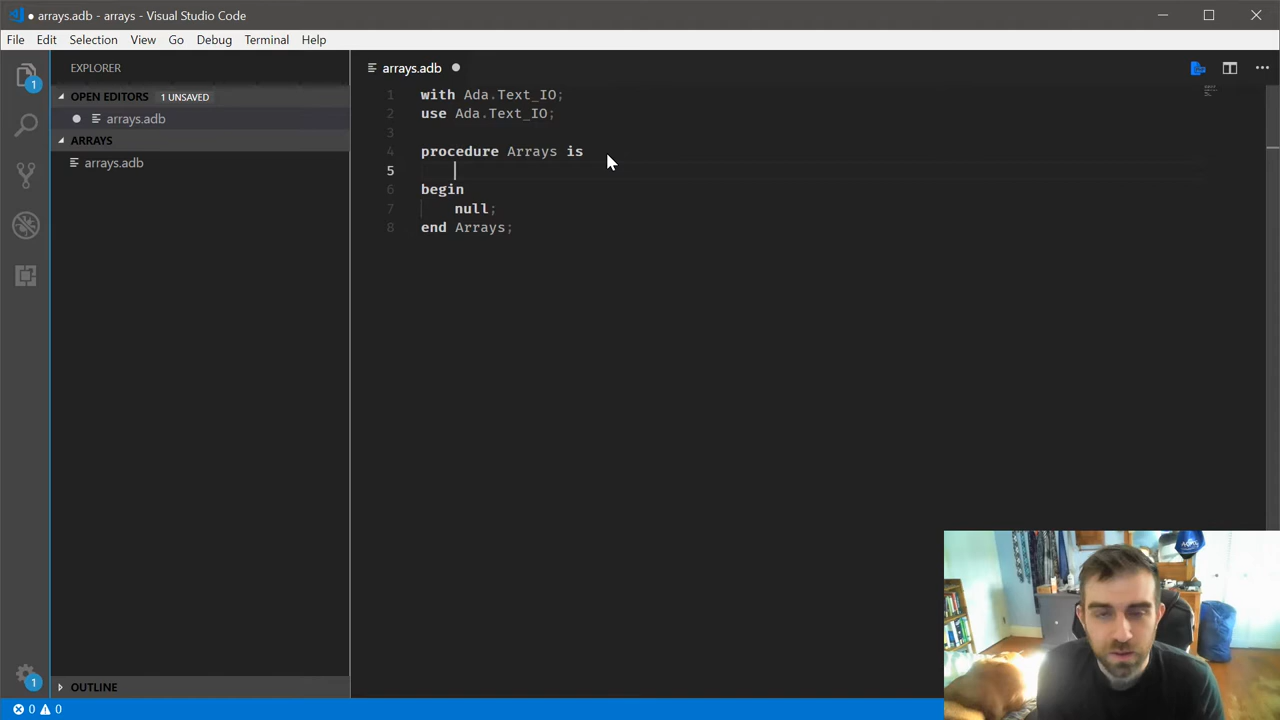 ● arrays.adb - arrays - Visual Studio Code
File Edit Selection View Go Debug Terminal Help
1
EXPLORER
OPEN EDITORS 1 UNSAVED
arrays.adb
ARRAYS
arrays.adb
arrays.adb
1 with Ada.Text_IO;
2 use Ada.Text_IO;
3
4 procedure Arrays is
5
6 begin
7 null;
8 end Arrays;
1
OUTLINE
0 0